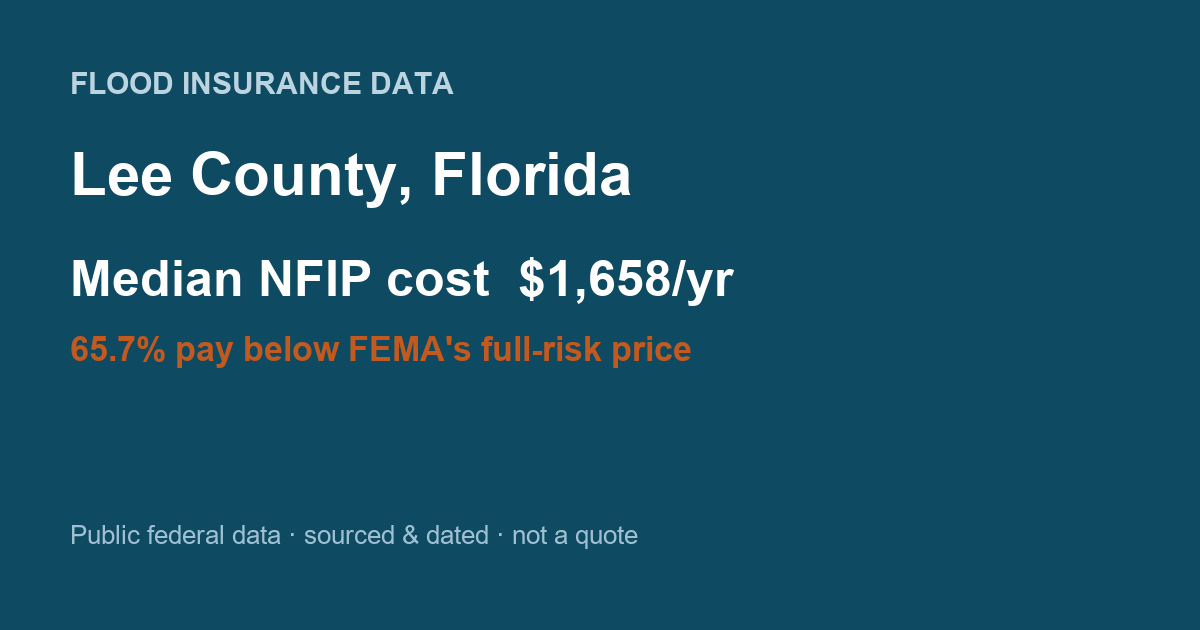 FLOOD INSURANCE DATA
Lee County, Florida
Median NFIP cost $1,658/yr
65.7% pay below FEMA's full-risk price
Public federal data · sourced & dated · not a quote